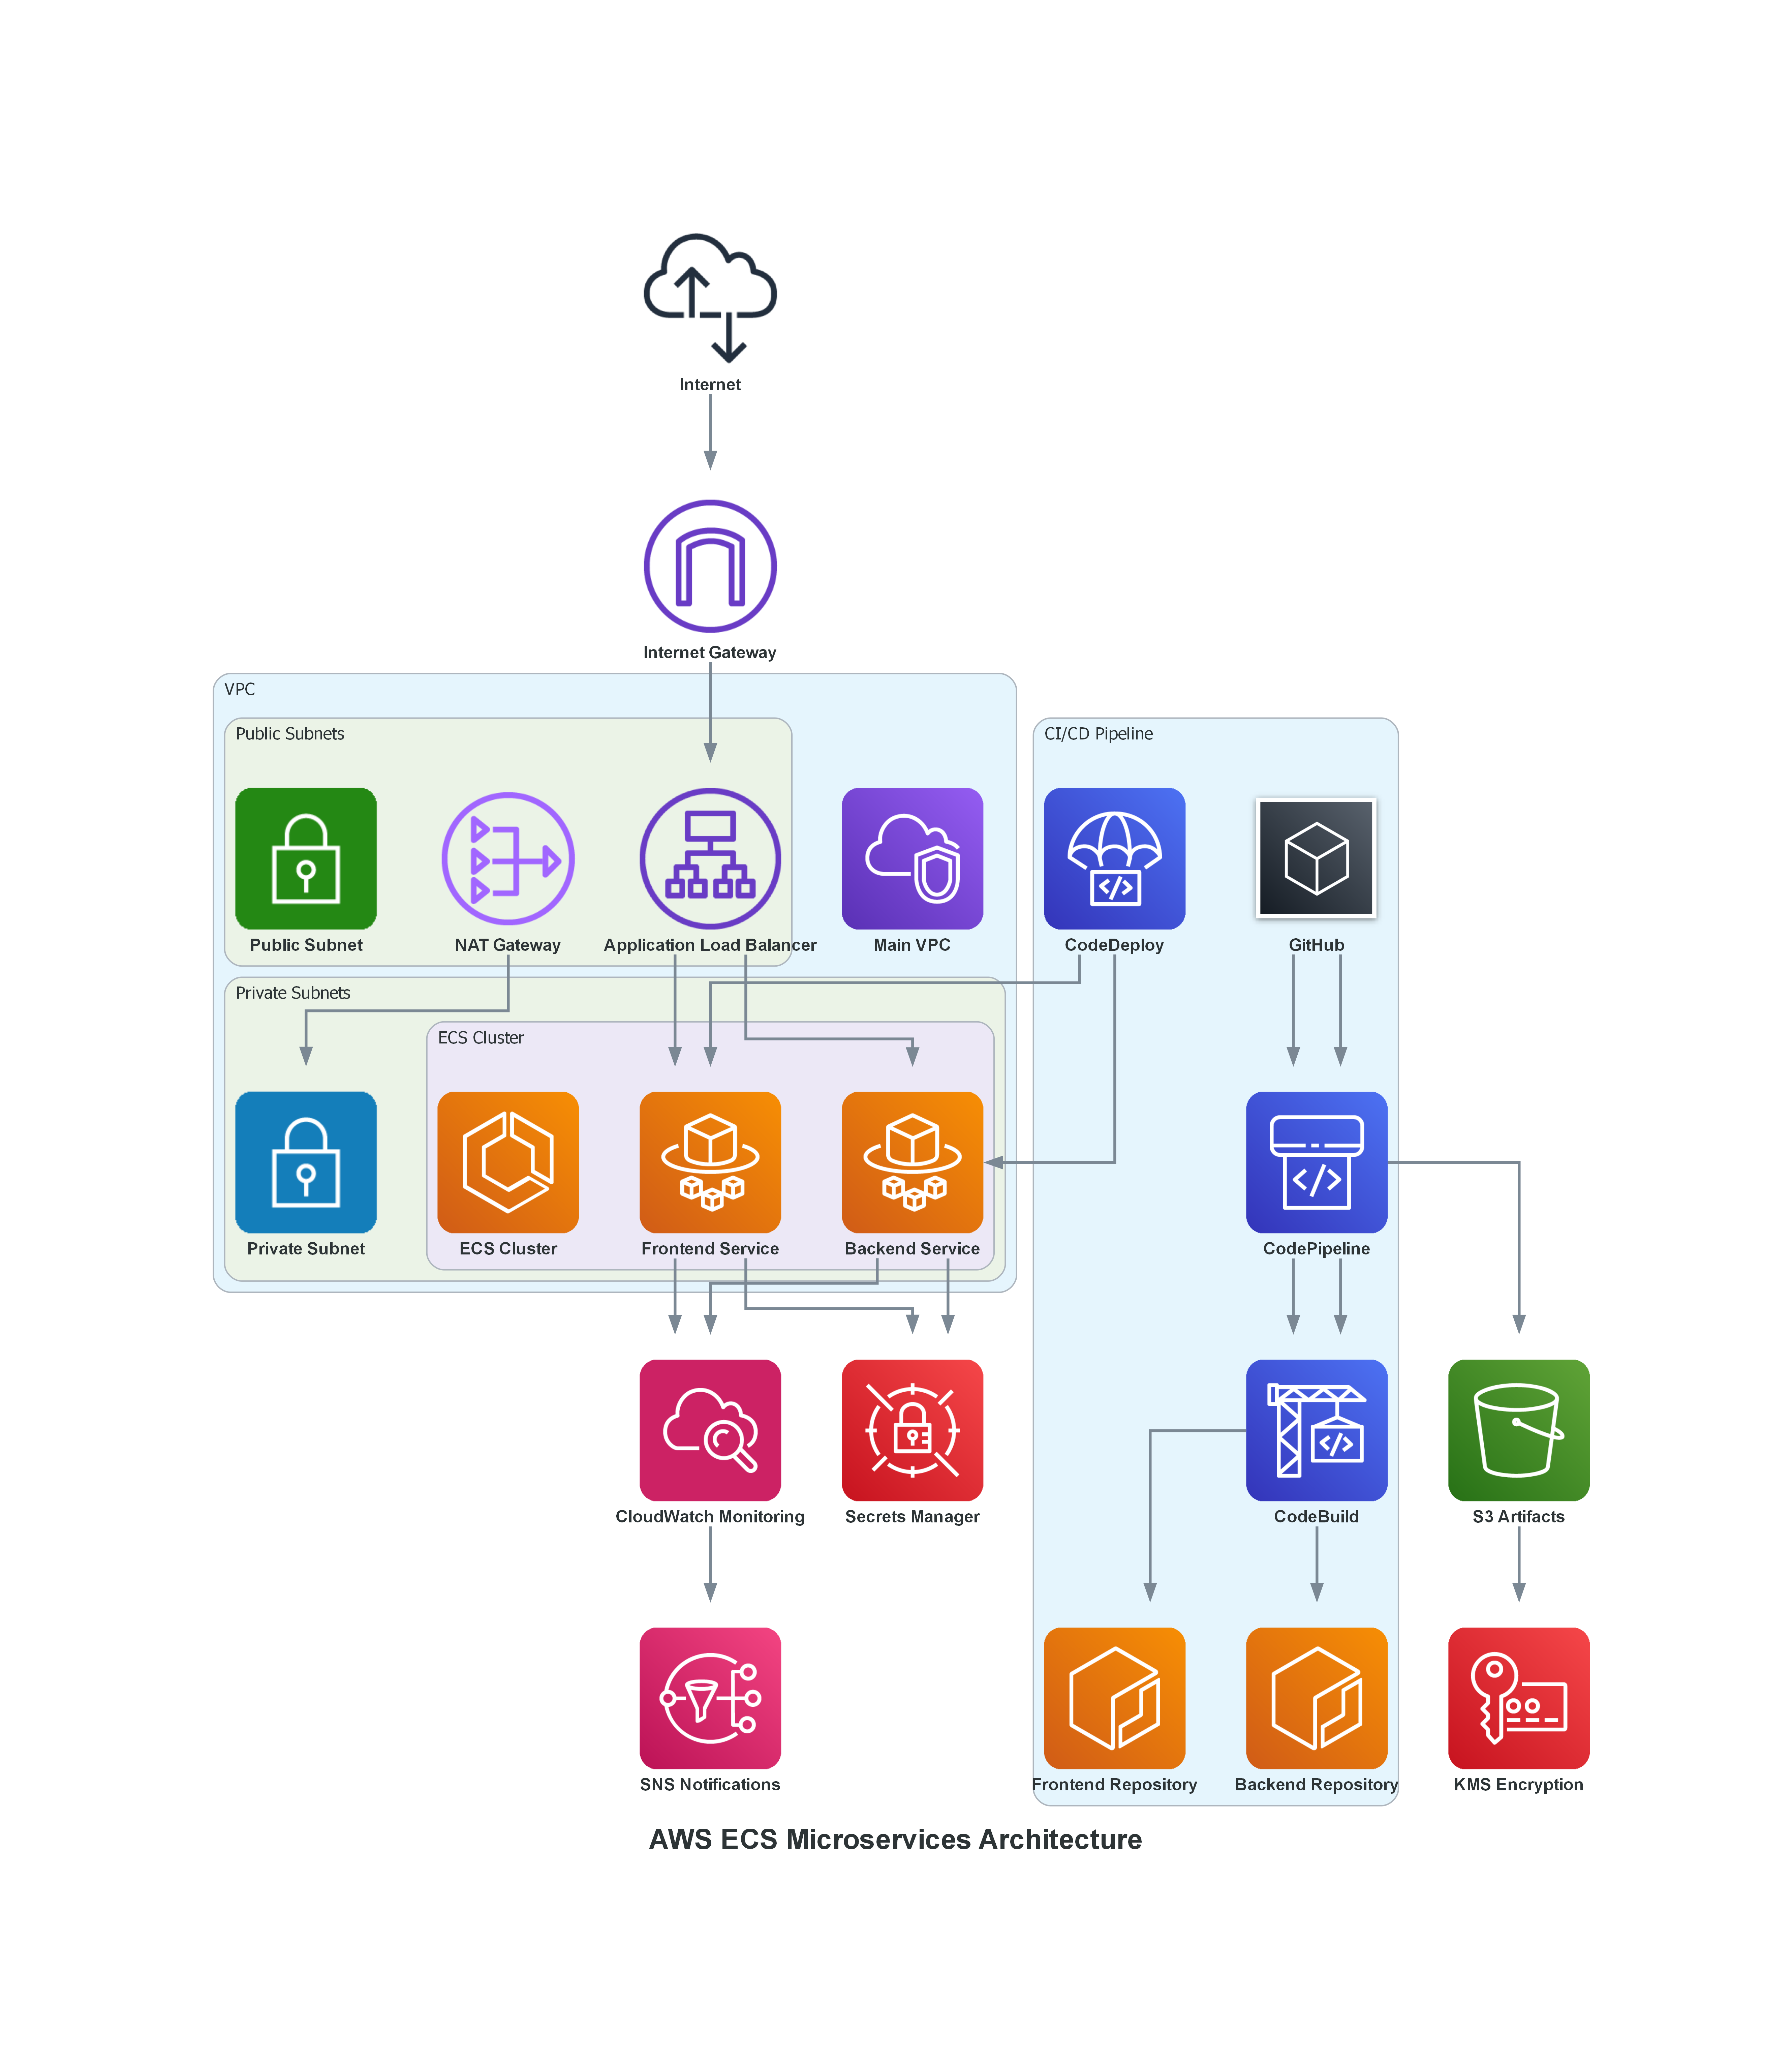 Internet
Internet Gateway
VPC
Public Subnets
CI/CD Pipeline
Public Subnet
NAT Gateway
Application Load Balancer
Main VPC
CodeDeploy
GitHub
Private Subnets
ECS Cluster
Private Subnet
ECS Cluster
Frontend Service
Backend Service
CodePipeline
CloudWatch Monitoring
Secrets Manager
CodeBuild
S3 Artifacts
SNS Notifications
Frontend Repository
Backend Repository
KMS Encryption
AWS ECS Microservices Architecture